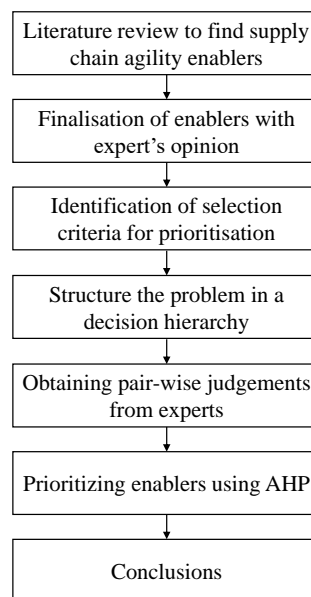 Literature review to find supply
chain agility enablers
Finalisation of enablers with
expert’s opinion
Identification of selection
criteria for prioritisation
Structure the problem in a
decision hierarchy
Obtaining pair-wise judgements
from experts
Prioritizing enablers using AHP
Conclusions